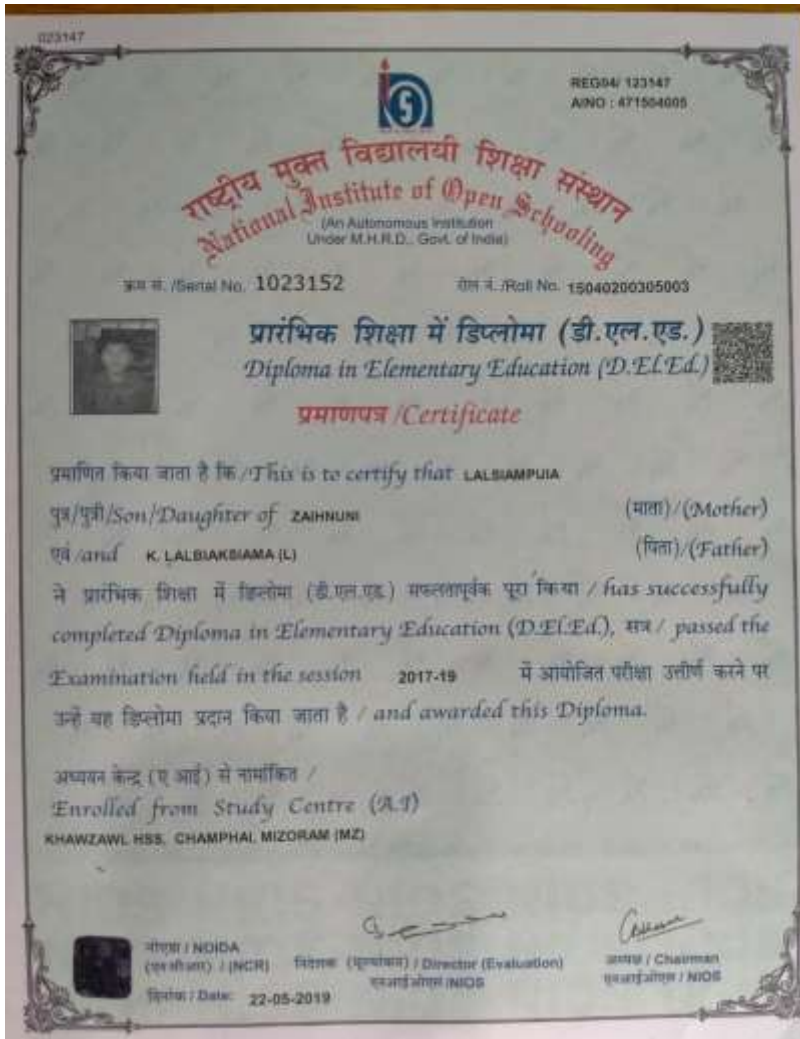 023147
REG04/ 123147
AINO : 471504005
राष्ट्रीय मुक्त विद्यालयी शिक्षा संस्थान
National Institute of Open Schooling
(An Autonomous Institution
Under M.H.R.D., Govt. of India)
क्रम सं. /Serial No. 1023152 रोल नं. /Roll No. 15040200305003
प्रारंभिक शिक्षा में डिप्लोमा (डी.एल.एड.)
Diploma in Elementary Education (D.El.Ed.)
प्रमाणपत्र /Certificate
प्रमाणित किया जाता है कि /This is to certify that LALSIAMPUIA
पुत्र/पुत्री/Son/Daughter of ZAIHNUNI (माता)/(Mother)
एवं /and K. LALBIAKSIAMA (L) (पिता)/(Father)
ने प्रारंभिक शिक्षा में डिप्लोमा (डी.एल.एड.) सफलतापूर्वक पूरा किया / has successfully
completed Diploma in Elementary Education (D.El.Ed.), सत्र / passed the
Examination held in the session 2017-19 में आयोजित परीक्षा उत्तीर्ण करने पर
उन्हें यह डिप्लोमा प्रदान किया जाता है / and awarded this Diploma.
अध्ययन केन्द्र (ए आई) से नामांकित /
Enrolled from Study Centre (A.I)
KHAWZAWL HSS, CHAMPHAI, MIZORAM (MZ)
नोएडा / NOIDA
(एन सीआर) / (NCR) निदेशक (मूल्यांकन) / Director (Evaluation) अध्यक्ष / Chairman
एनआईओएस /NIOS एनआईओएस / NIOS
दिनांक / Date: 22-05-2019